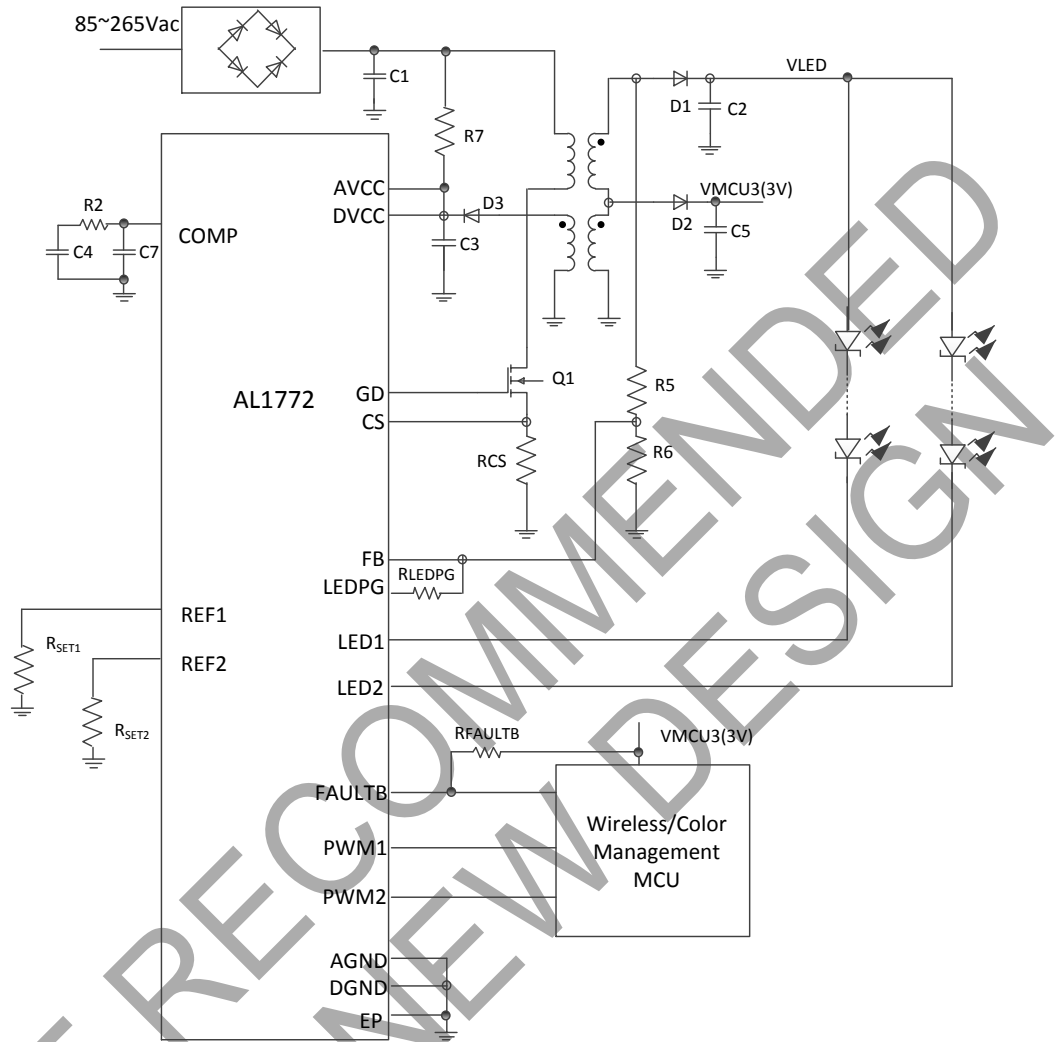 85~265Vac
C1
R7
D1
C2
VLED
AVCC
DVCC
D3
C3
D2
VMCU3(3V)
C5
R2
C4
C7
COMP
AL1772
GD
CS
Q1
RCS
R5
R6
FB
LEDPG
RLEDPG
REF1
RSET1
REF2
RSET2
LED1
LED2
RFAULTB
VMCU3(3V)
FAULTB
PWM1
PWM2
Wireless/Color
Management
MCU
AGND
DGND
EP
T RECOMMENDED
NEW DESIGN